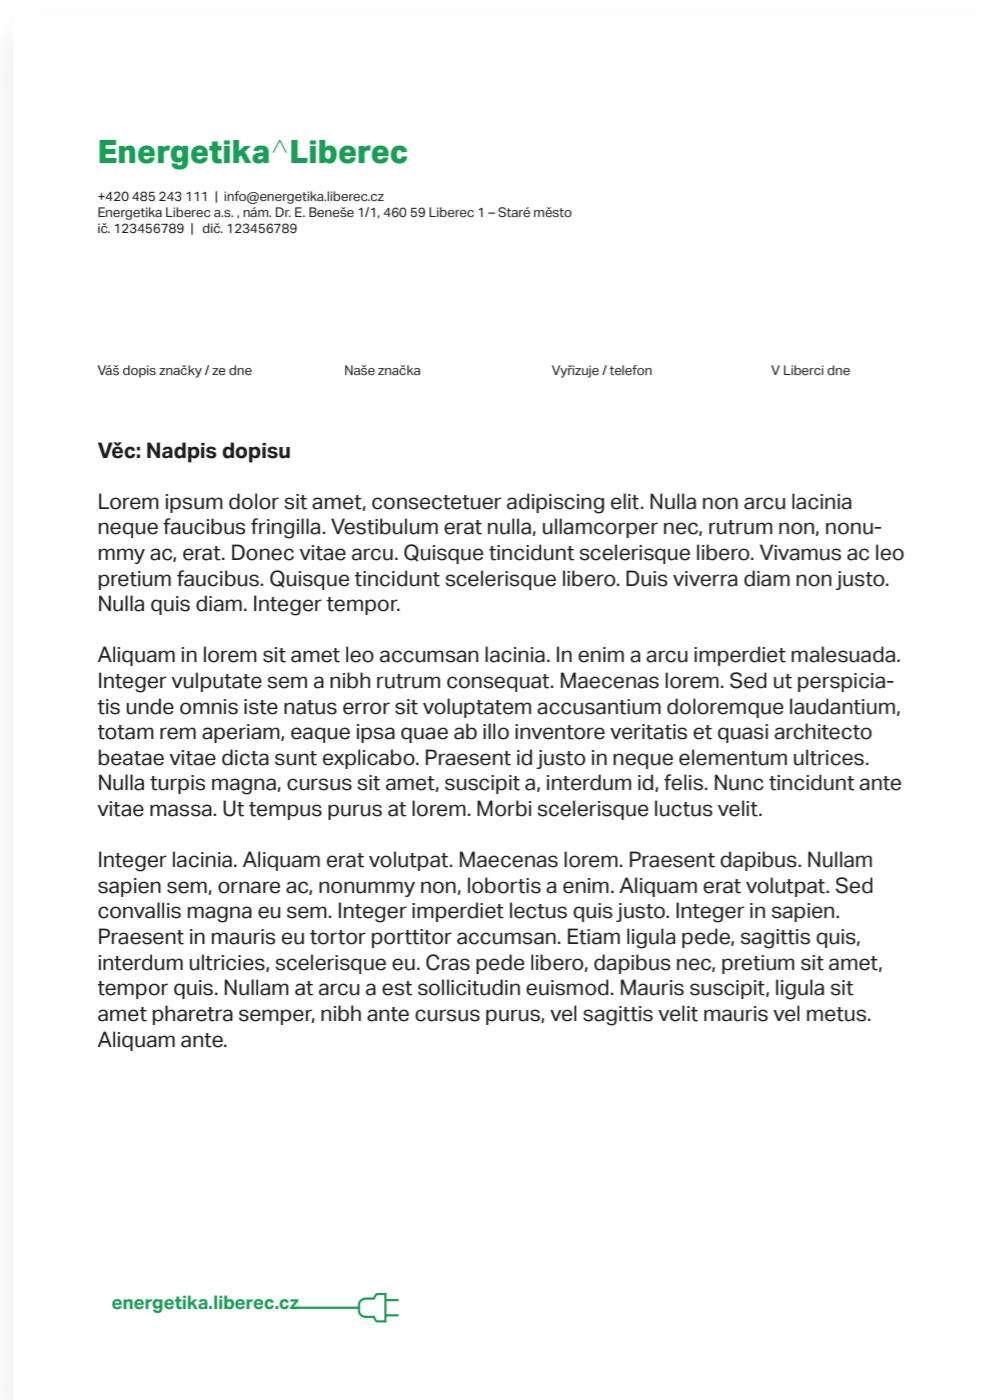 Energetika^Liberec
+420 485 243 111 | info@energetika.liberec.cz
Energetika Liberec a.s. , nám. Dr. E. Beneše 1/1, 460 59 Liberec 1 – Staré město
ič. 123456789 | dič. 123456789
Váš dopis značky / ze dne Naše značka Vyřizuje / telefon V Liberci dne
Věc: Nadpis dopisu
Lorem ipsum dolor sit amet, consectetuer adipiscing elit. Nulla non arcu lacinia
neque faucibus fringilla. Vestibulum erat nulla, ullamcorper nec, rutrum non, nonu-
mmy ac, erat. Donec vitae arcu. Quisque tincidunt scelerisque libero. Vivamus ac leo
pretium faucibus. Quisque tincidunt scelerisque libero. Duis viverra diam non justo.
Nulla quis diam. Integer tempor.
Aliquam in lorem sit amet leo accumsan lacinia. In enim a arcu imperdiet malesuada.
Integer vulputate sem a nibh rutrum consequat. Maecenas lorem. Sed ut perspicia-
tis unde omnis iste natus error sit voluptatem accusantium doloremque laudantium,
totam rem aperiam, eaque ipsa quae ab illo inventore veritatis et quasi architecto
beatae vitae dicta sunt explicabo. Praesent id justo in neque elementum ultrices.
Nulla turpis magna, cursus sit amet, suscipit a, interdum id, felis. Nunc tincidunt ante
vitae massa. Ut tempus purus at lorem. Morbi scelerisque luctus velit.
Integer lacinia. Aliquam erat volutpat. Maecenas lorem. Praesent dapibus. Nullam
sapien sem, ornare ac, nonummy non, lobortis a enim. Aliquam erat volutpat. Sed
convallis magna eu sem. Integer imperdiet lectus quis justo. Integer in sapien.
Praesent in mauris eu tortor porttitor accumsan. Etiam ligula pede, sagittis quis,
interdum ultricies, scelerisque eu. Cras pede libero, dapibus nec, pretium sit amet,
tempor quis. Nullam at arcu a est sollicitudin euismod. Mauris suscipit, ligula sit
amet pharetra semper, nibh ante cursus purus, vel sagittis velit mauris vel metus.
Aliquam ante.
energetika.liberec.cz